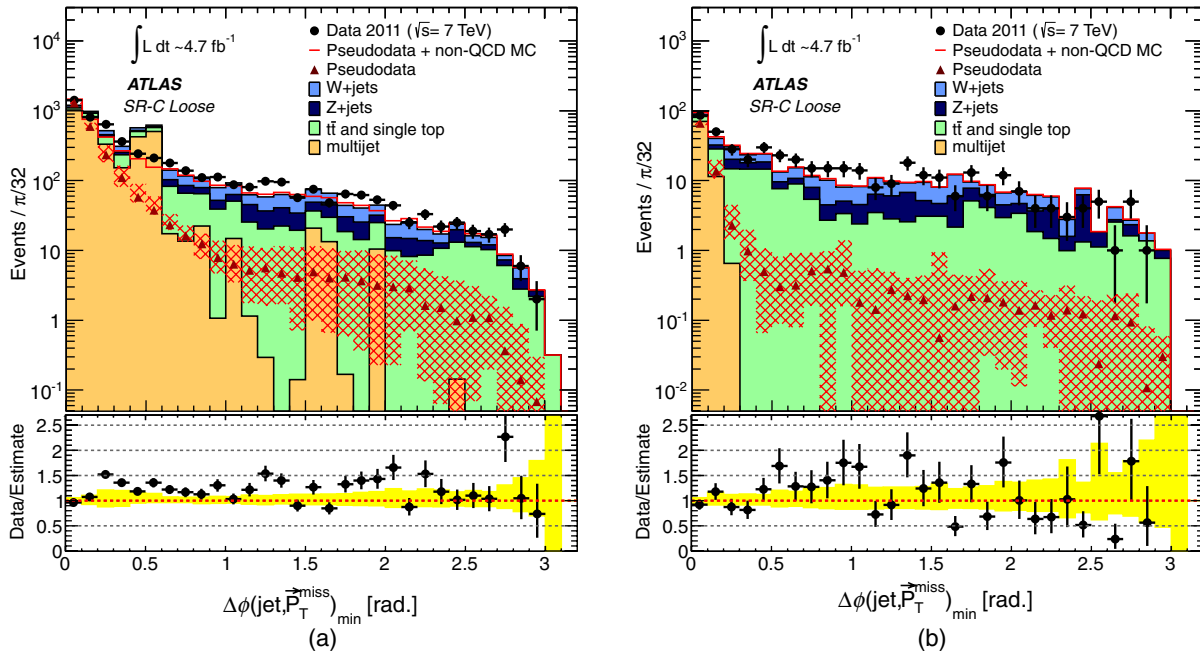 10⁴
10³
10²
10
1
10⁻¹
Events / π/32
∫L dt ~4.7 fb⁻¹
ATLAS
SR-C Loose
Data 2011 (√s= 7 TeV)
Pseudodata + non-QCD MC
Pseudodata
W+jets
Z+jets
tt̄ and single top
multijet
2.5
2
1.5
1
0.5
0
Data/Estimate
0 0.5 1 1.5 2 2.5 3
Δϕ(jet,P⃗_T^miss)_min [rad.]
(a)
10³
10²
10
1
10⁻¹
10⁻²
Events / π/32
∫L dt ~4.7 fb⁻¹
ATLAS
SR-C Loose
Data 2011 (√s= 7 TeV)
Pseudodata + non-QCD MC
Pseudodata
W+jets
Z+jets
tt̄ and single top
multijet
2.5
2
1.5
1
0.5
0
Data/Estimate
0 0.5 1 1.5 2 2.5 3
Δϕ(jet,P⃗_T^miss)_min [rad.]
(b)